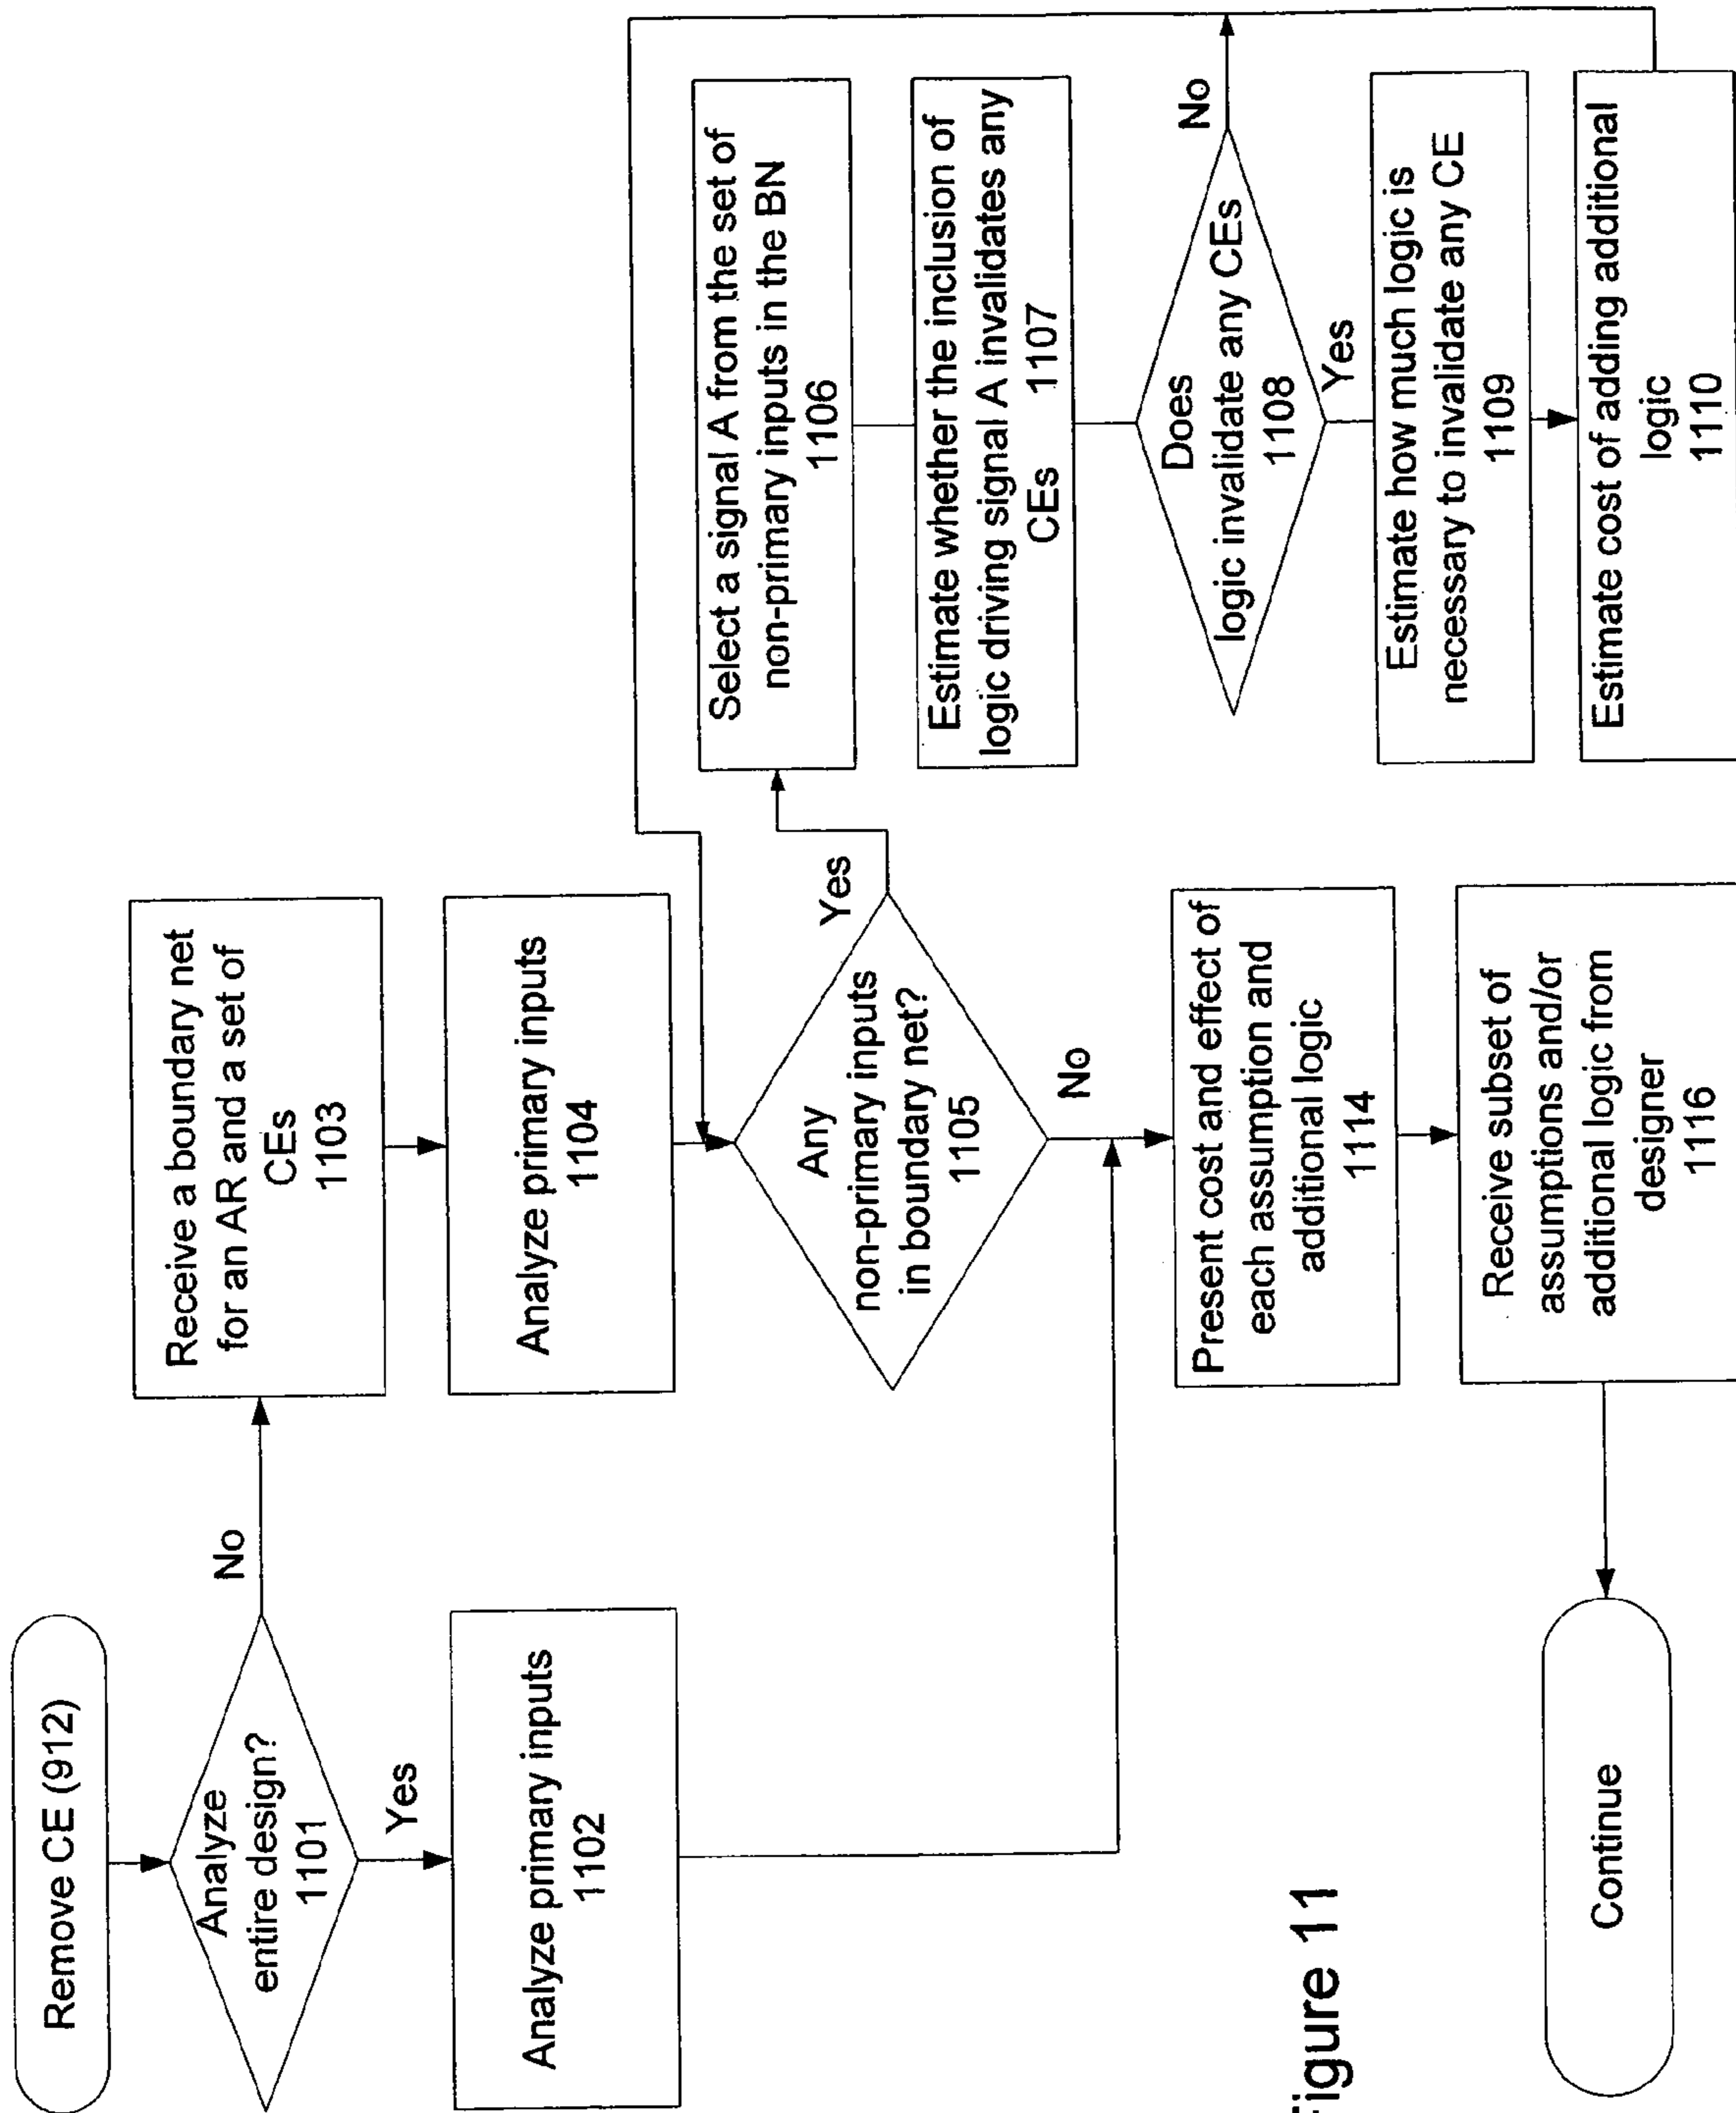 Remove CE (912)
Analyze
entire design?
1101
No
Yes
Analyze primary inputs
1102
Receive a boundary net
for an AR and a set of
CEs
1103
Analyze primary inputs
1104
Any
non-primary inputs
in boundary net?
1105
Yes
No
Select a signal A from the set of
non-primary inputs in the BN
1106
Estimate whether the inclusion of
logic driving signal A invalidates any
CEs 1107
Does
logic invalidate any CEs
1108
No
Yes
Estimate how much logic is
necessary to invalidate any CE
1109
Estimate cost of adding additional
logic
1110
Present cost and effect of
each assumption and
additional logic
1114
Receive subset of
assumptions and/or
additional logic from
designer
1116
Continue
Figure 11